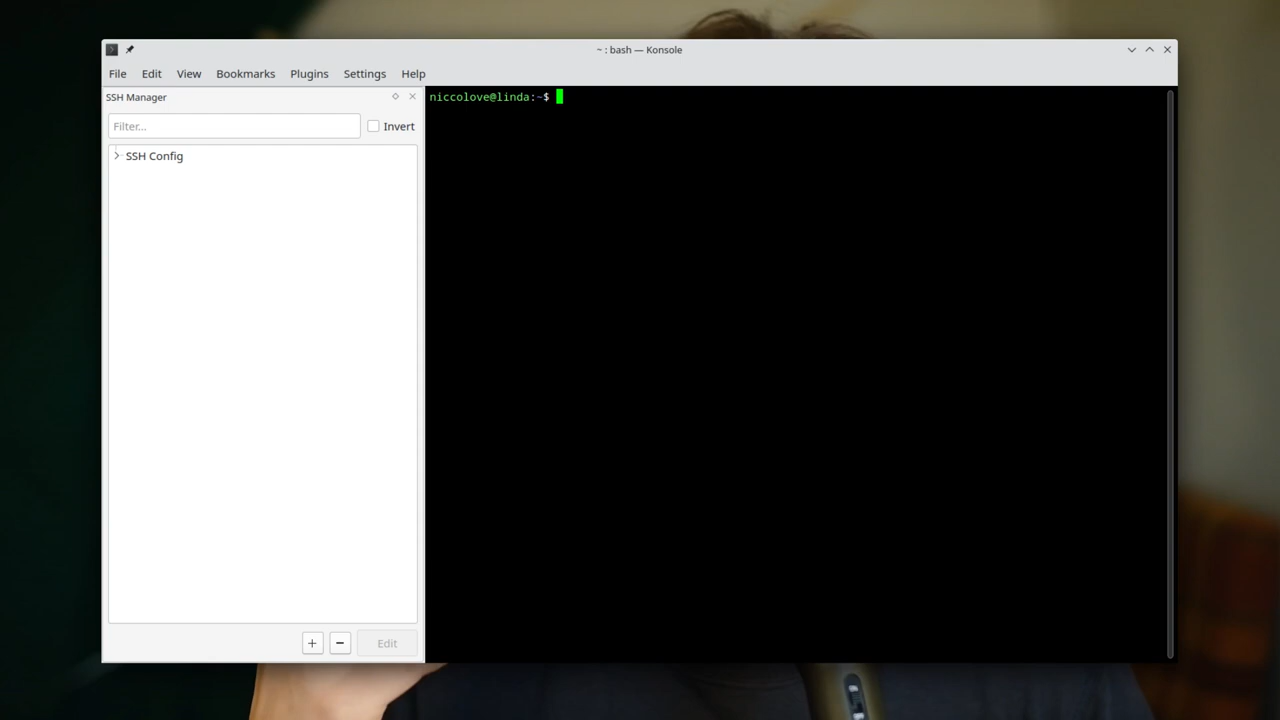 ~ : bash — Konsole
File Edit View Bookmarks Plugins Settings Help
SSH Manager
niccolove@linda:~$
Filter...
Invert
SSH Config
Edit